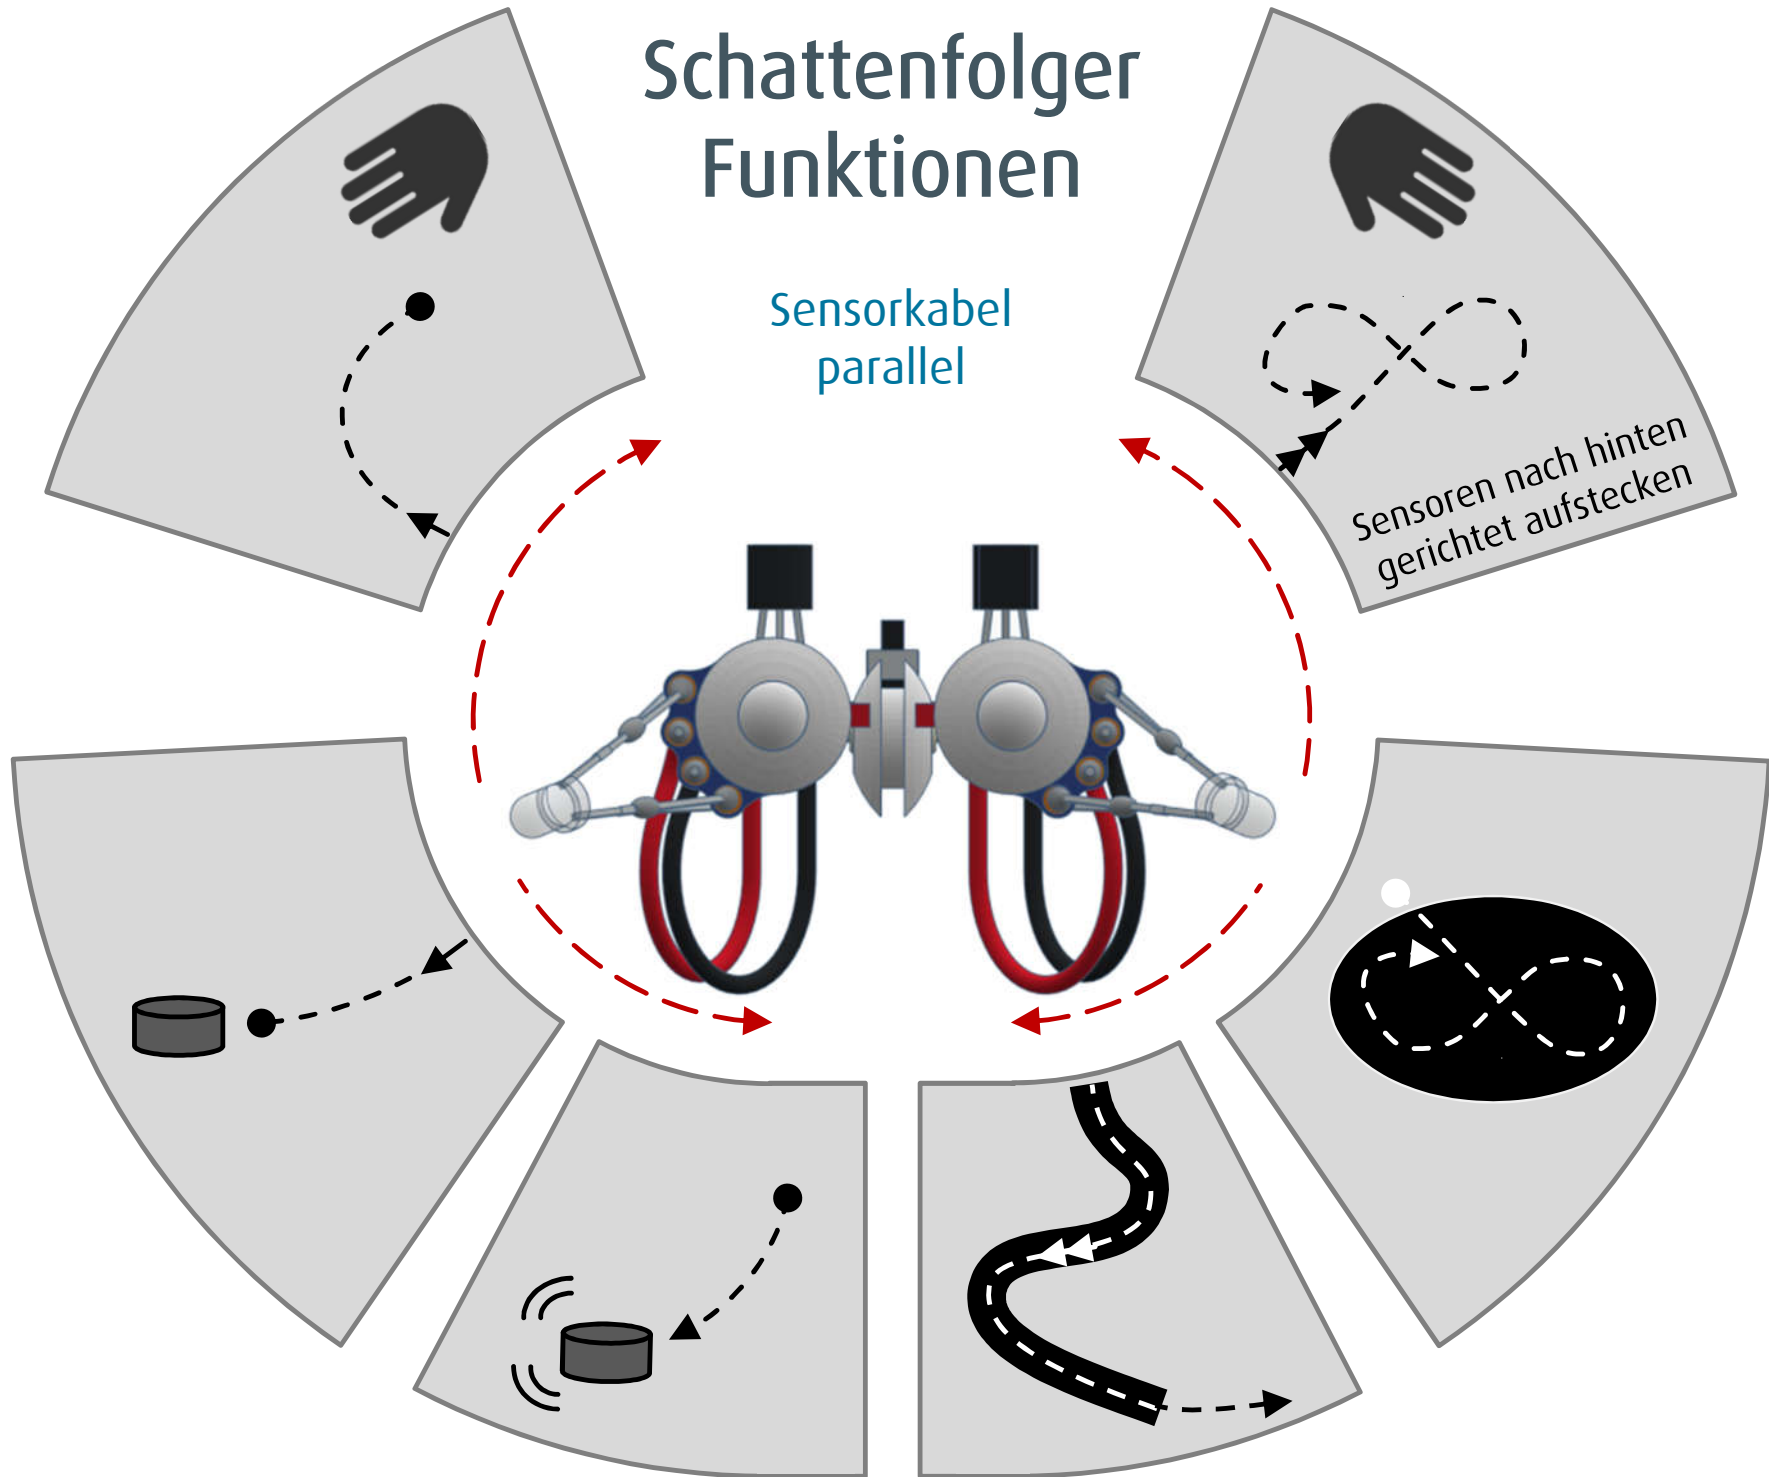 Schattenfolger
Funktionen
Sensorkabel
parallel
Sensoren nach hinten
gerichtet aufstecken